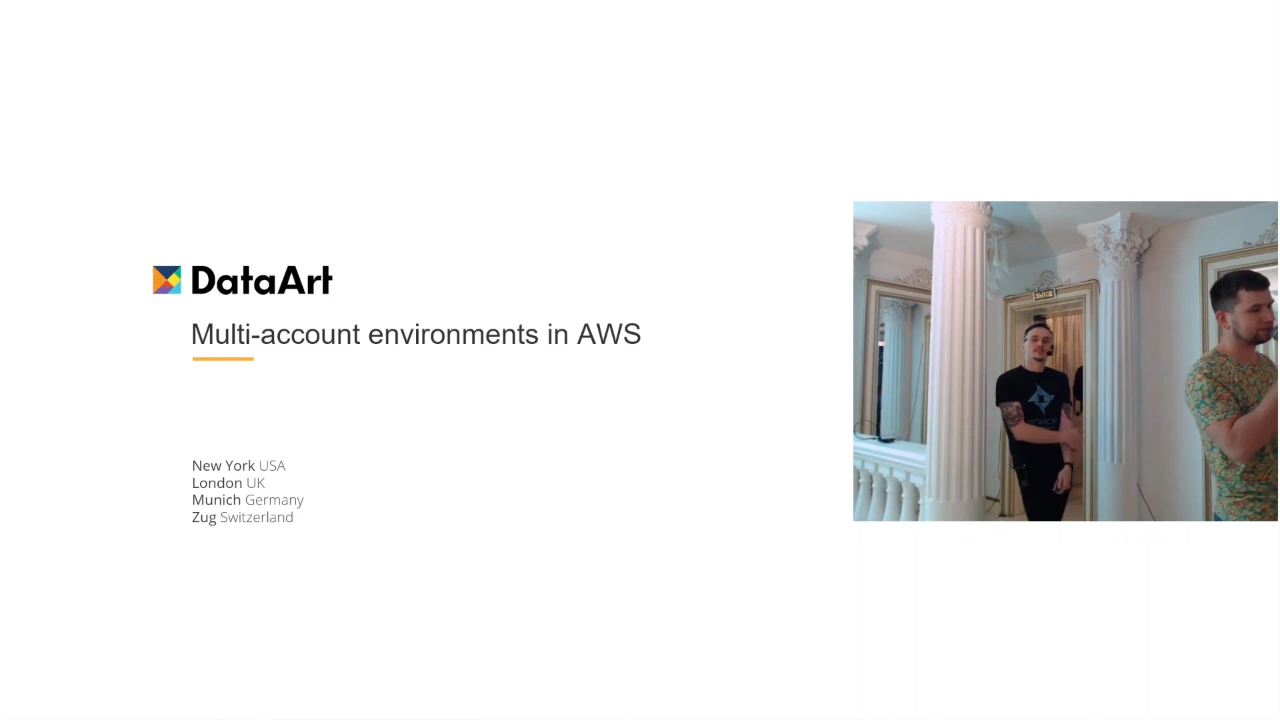 DataArt
Multi-account environments in AWS
New York USA
London UK
Munich Germany
Zug Switzerland